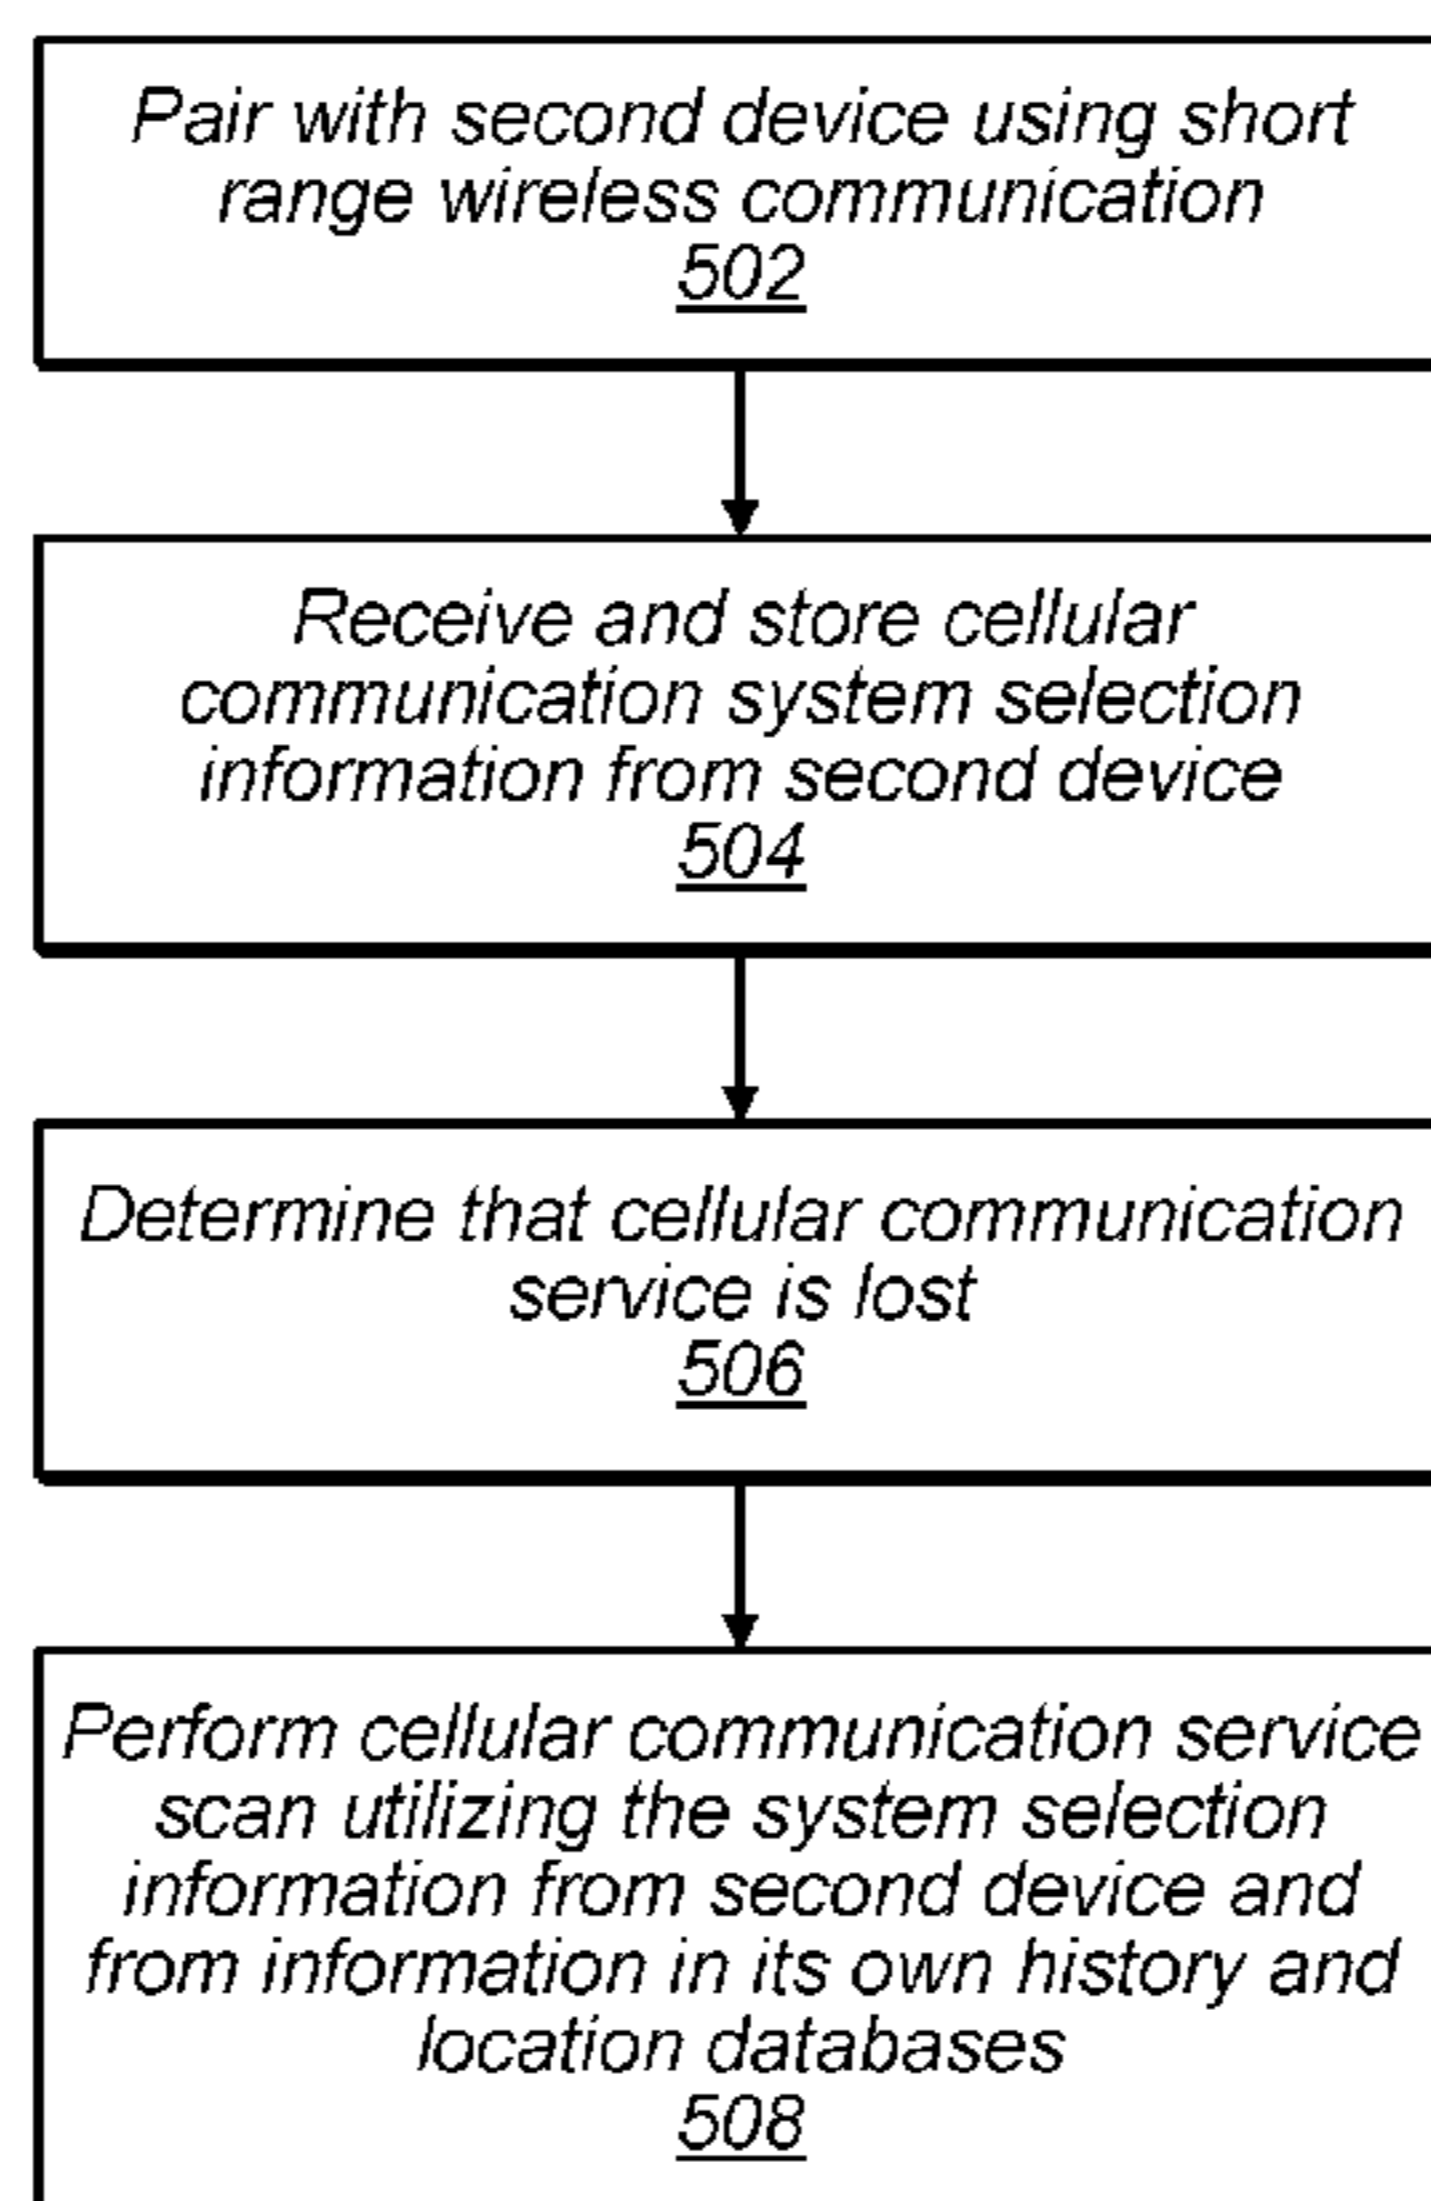 Pair with second device using short
range wireless communication
502
Receive and store cellular
communication system selection
information from second device
504
Determine that cellular communication
service is lost
506
Perform cellular communication service
scan utilizing the system selection
information from second device and
from information in its own history and
location databases
508